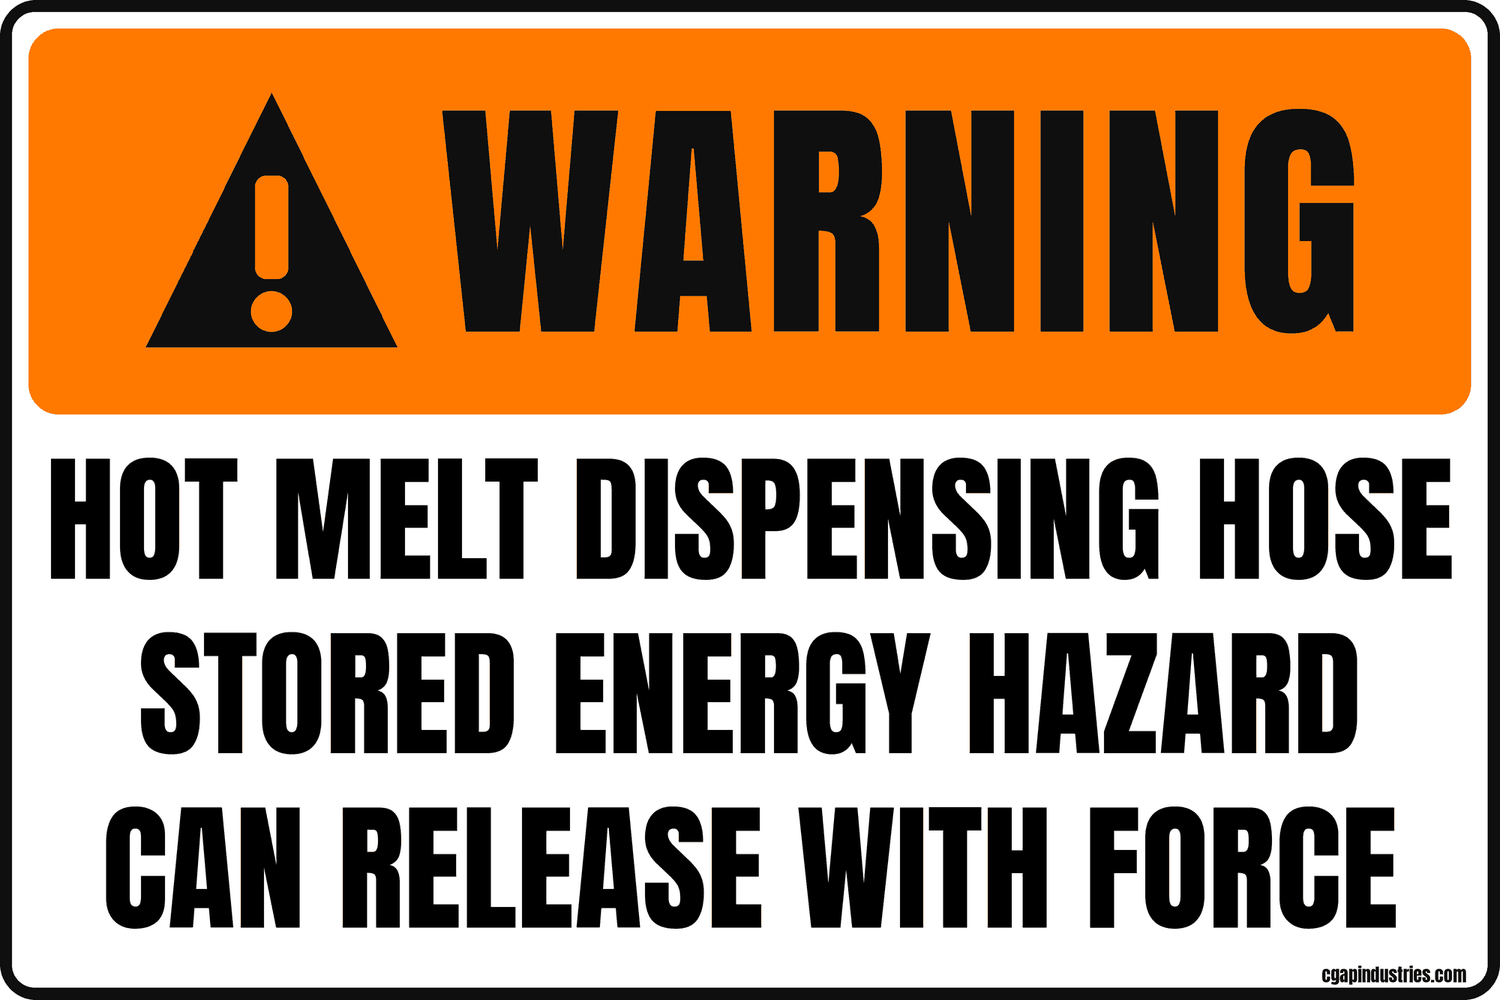 WARNING
HOT MELT DISPENSING HOSE
STORED ENERGY HAZARD
CAN RELEASE WITH FORCE
cgapindustries.com